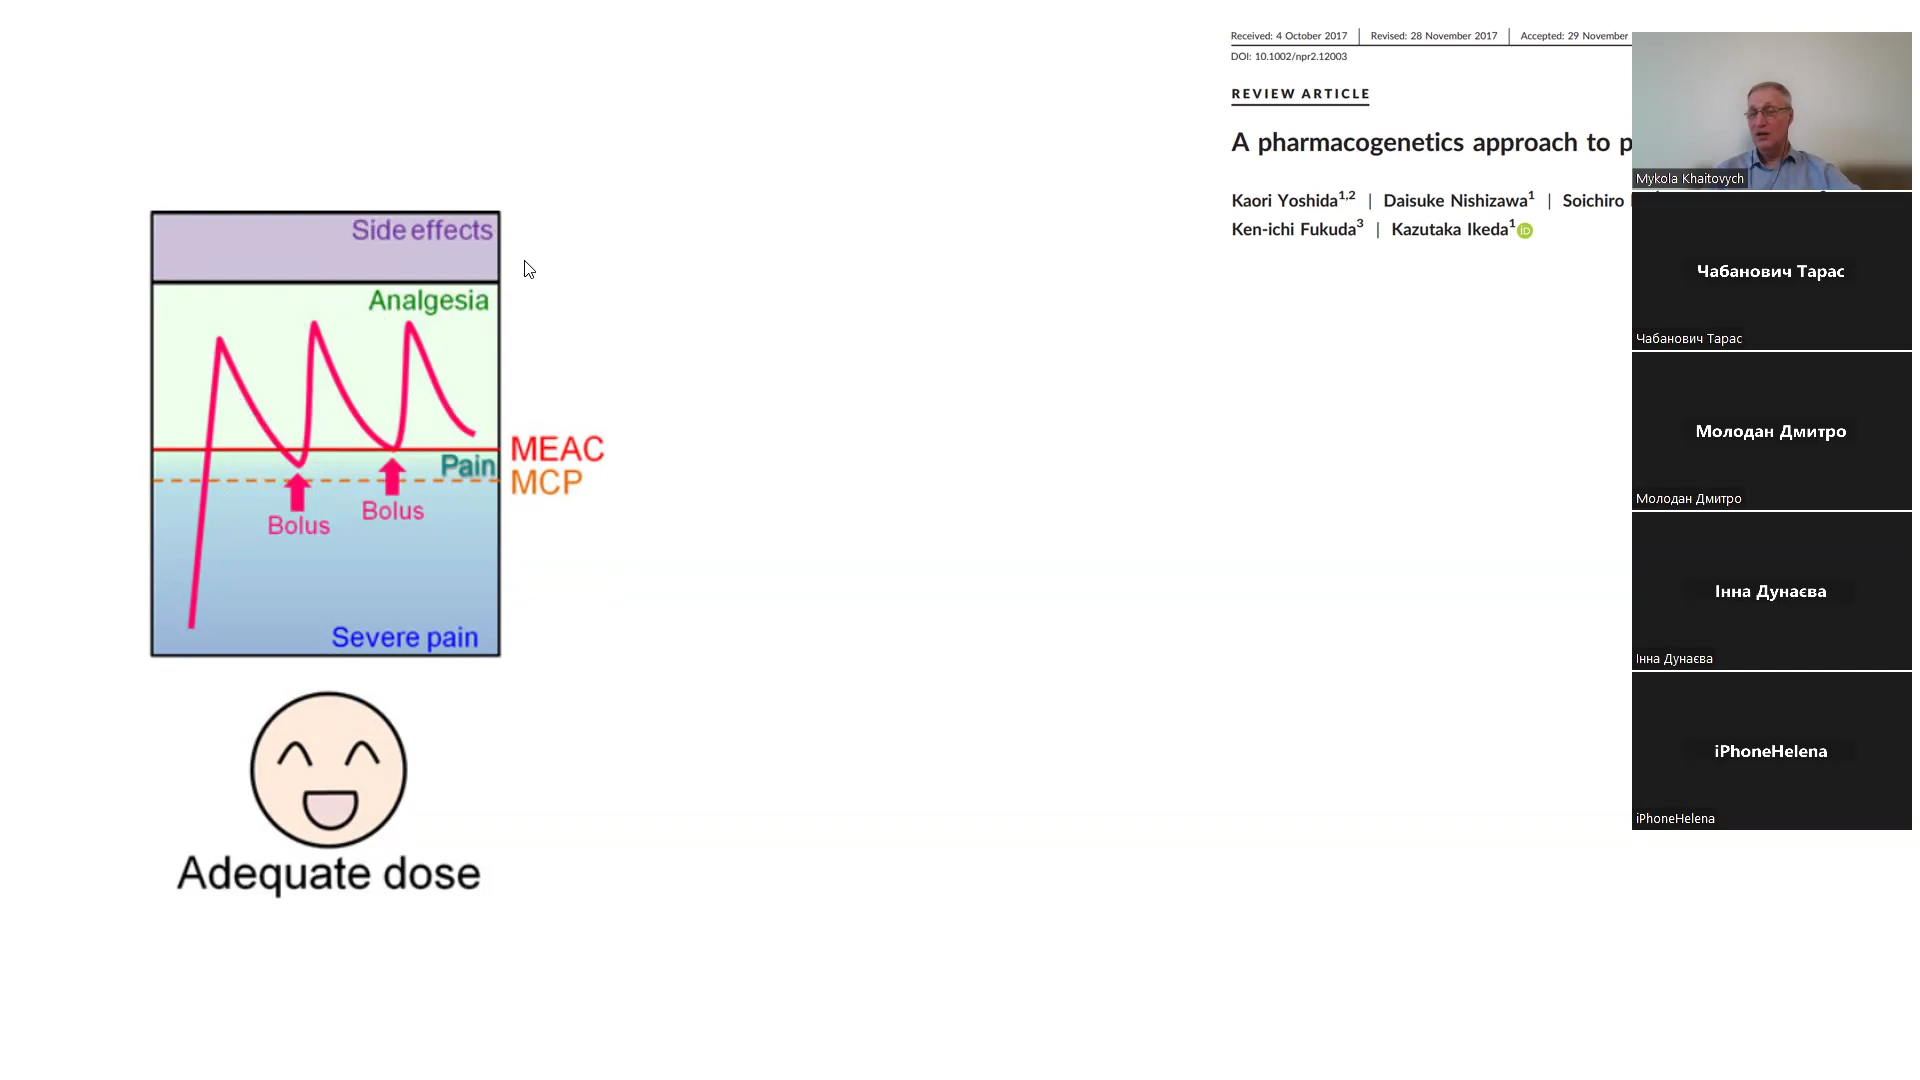 Received: 4 October 2017 | Revised: 28 November 2017 | Accepted: 29 November
DOI: 10.1002/npr2.12003
REVIEW ARTICLE
A pharmacogenetics approach to p
Kaori Yoshida1,2 | Daisuke Nishizawa1 | Soichiro
Ken-ichi Fukuda3 | Kazutaka Ikeda1 iD
Side effects
Analgesia
MEAC
Pain
MCP
Bolus
Bolus
Severe pain
Adequate dose
Mykola Khaitovych
Чабанович Тарас
Чабанович Тарас
Молодан Дмитро
Молодан Дмитро
Інна Дунаєва
Інна Дунаєва
iPhoneHelena
iPhoneHelena